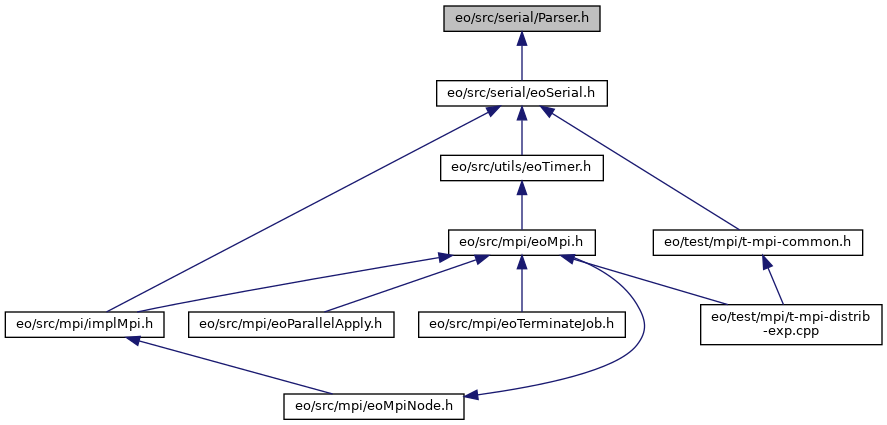 eo/src/serial/Parser.h
eo/src/serial/eoSerial.h
eo/src/utils/eoTimer.h
eo/src/mpi/eoMpi.h
eo/test/mpi/t-mpi-common.h
eo/src/mpi/implMpi.h
eo/src/mpi/eoParallelApply.h
eo/src/mpi/eoTerminateJob.h
eo/test/mpi/t-mpi-distrib
-exp.cpp
eo/src/mpi/eoMpiNode.h